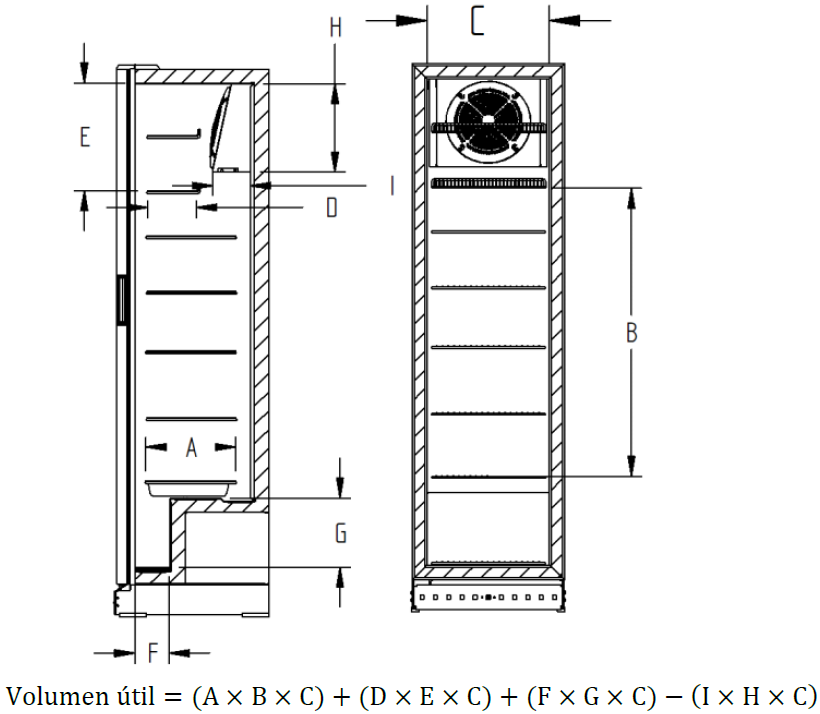 H
C
E
I
D
B
A
G
F
Volumen útil = (A × B × C) + (D × E × C) + (F × G × C) − (I × H × C)